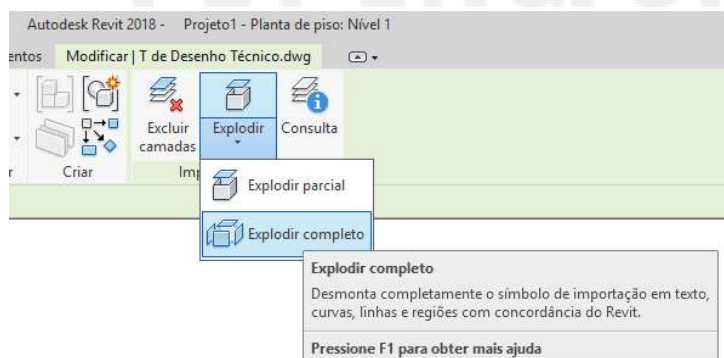 Autodesk Revit 2018 - Projeto1 - Planta de piso: Nível 1
entos Modificar | T de Desenho Técnico.dwg
Excluir camadas Explodir Consulta
r Criar Im
Explodir parcial
Explodir completo
Explodir completo
Desmonta completamente o símbolo de importação em texto,
curvas, linhas e regiões com concordância do Revit.
Pressione F1 para obter mais ajuda